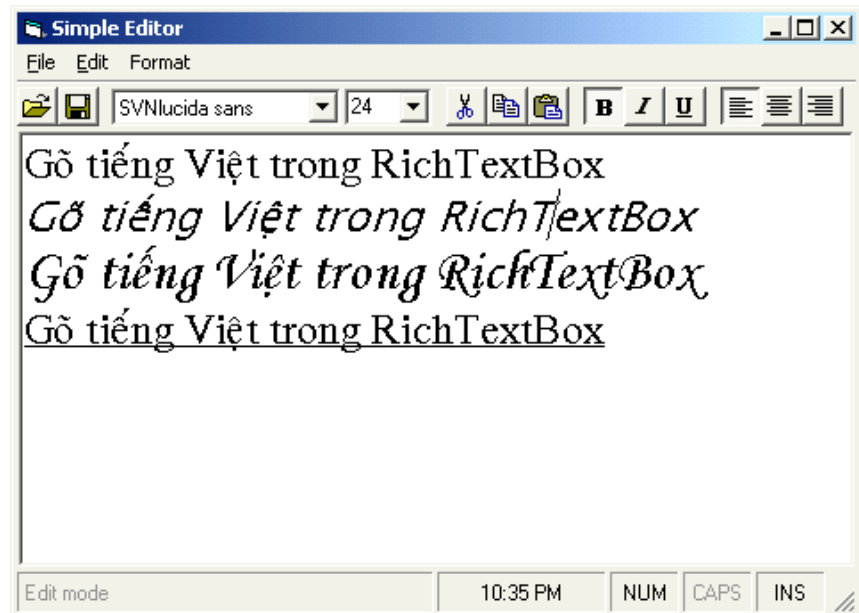 Simple Editor
File Edit Format
SVNlucida sans 24 B I U
Gõ tiếng Việt trong RichTextBox
Gõ tiếng Việt trong RichTextBox
Gõ tiếng Việt trong RichTextBox
Gõ tiếng Việt trong RichTextBox
Edit mode 10:35 PM NUM CAPS INS